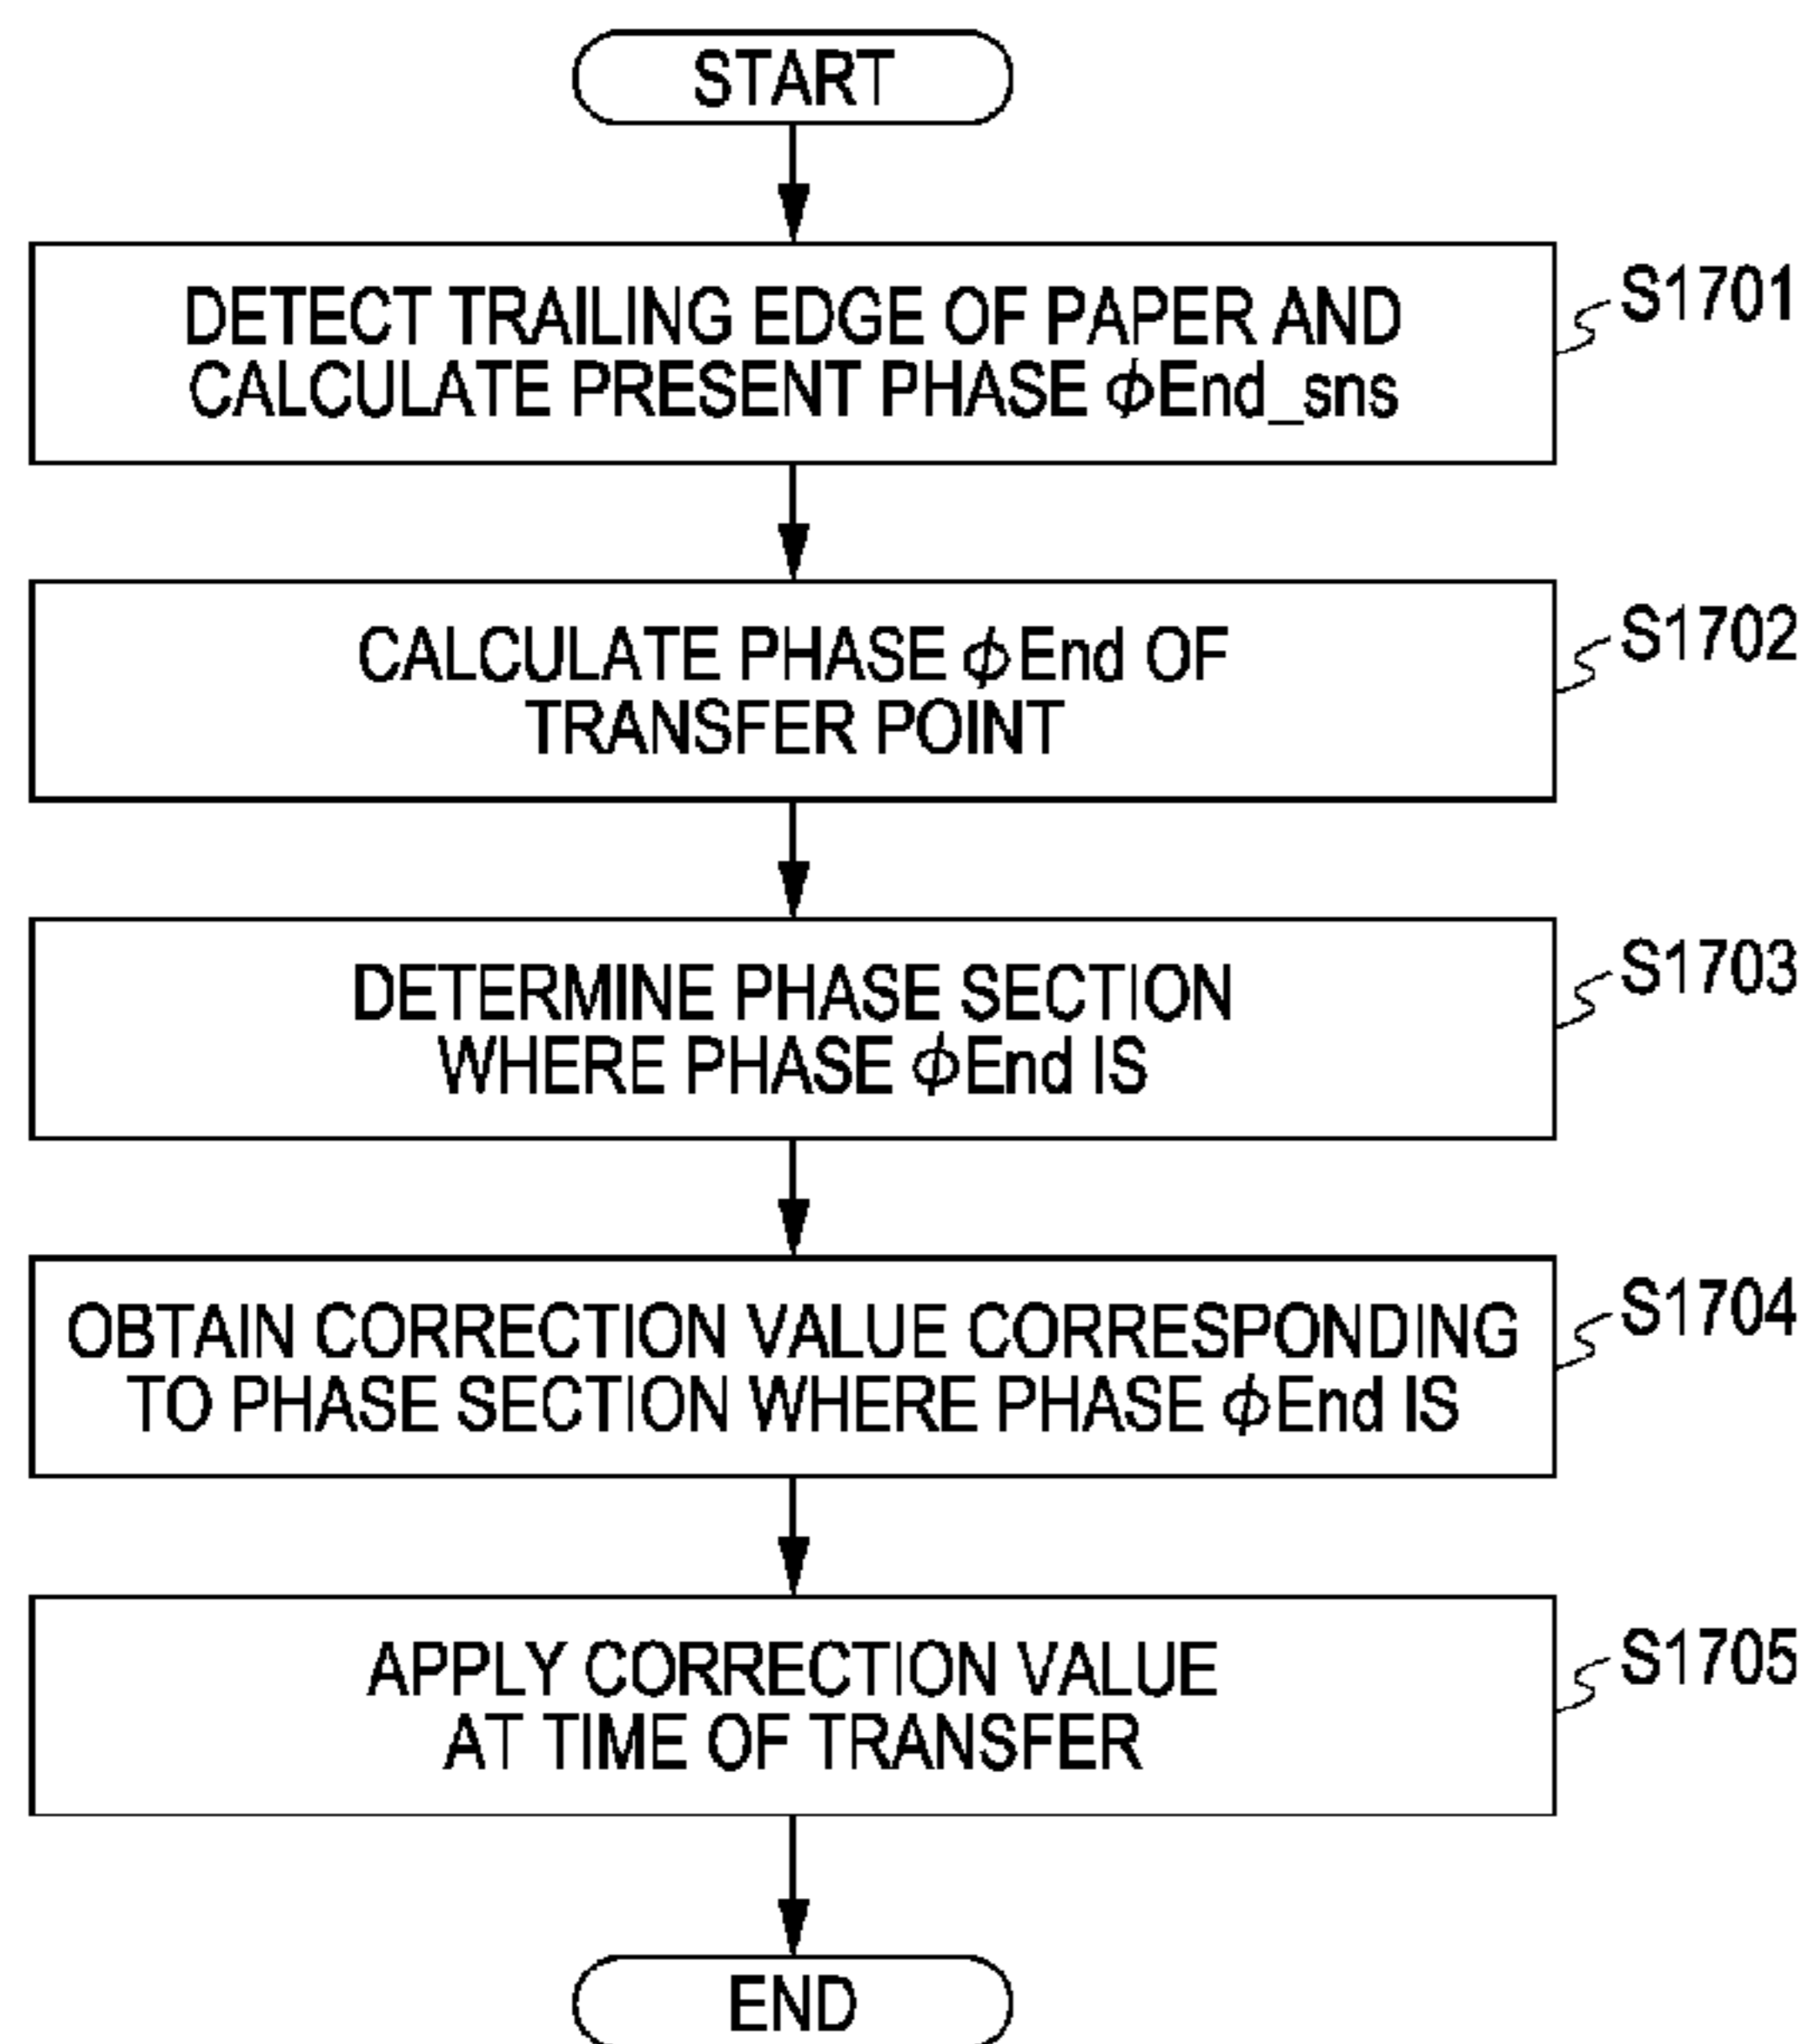 START
DETECT TRAILING EDGE OF PAPER AND
CALCULATE PRESENT PHASE ϕEnd_sns
S1701
CALCULATE PHASE ϕEnd OF
TRANSFER POINT
S1702
DETERMINE PHASE SECTION
WHERE PHASE ϕEnd IS
S1703
OBTAIN CORRECTION VALUE CORRESPONDING
TO PHASE SECTION WHERE PHASE ϕEnd IS
S1704
APPLY CORRECTION VALUE
AT TIME OF TRANSFER
S1705
END